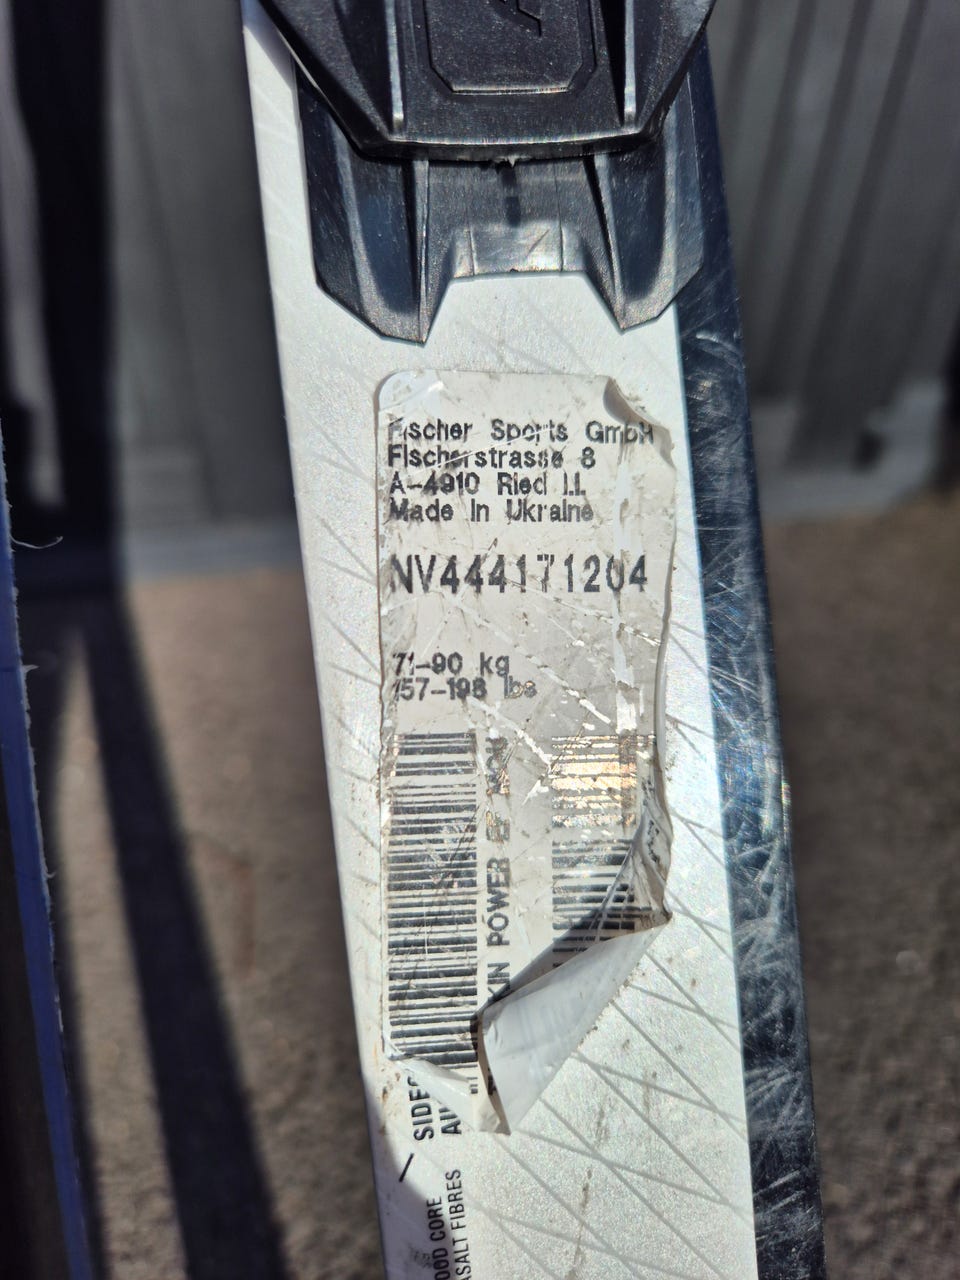 Fischer Sports GmbH
Fischerstrasse 8
A-4910 Ried I.I.
Made In Ukraine
NV444171204
71-90 kg
157-198 lbs
POWER